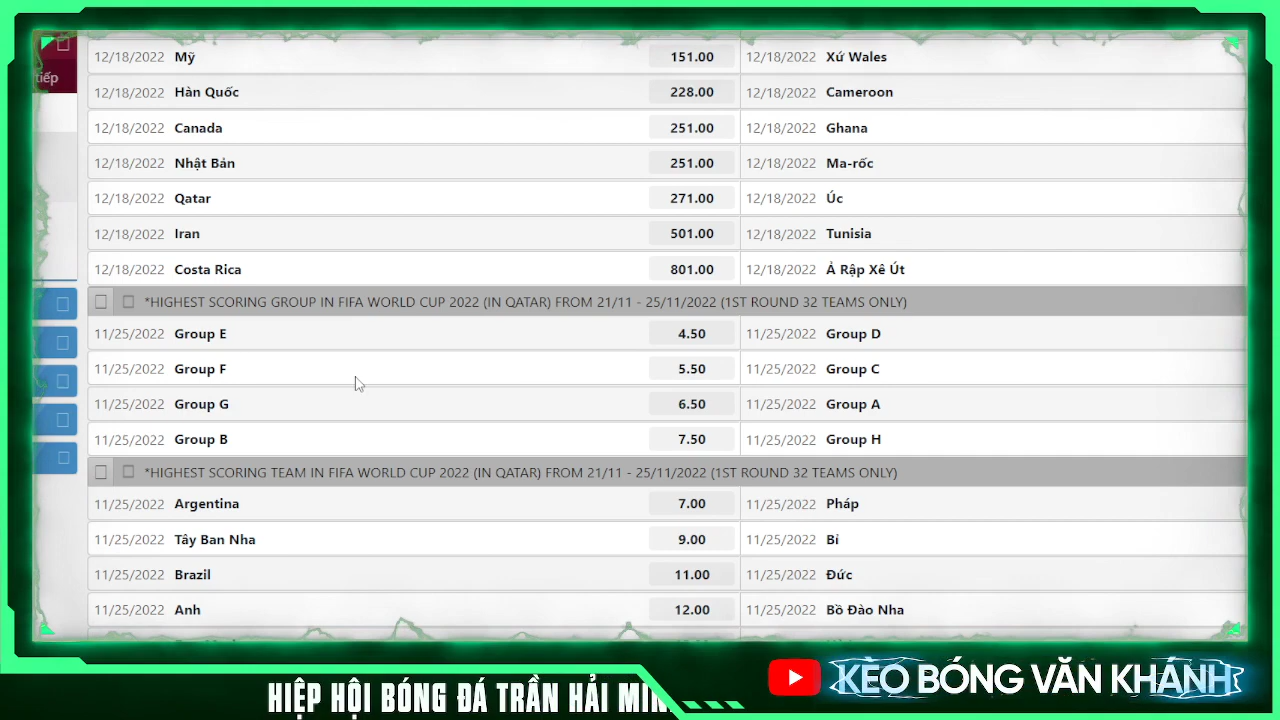 tiếp
12/18/2022 Mỹ 151.00 12/18/2022 Xứ Wales
12/18/2022 Hàn Quốc 228.00 12/18/2022 Cameroon
12/18/2022 Canada 251.00 12/18/2022 Ghana
12/18/2022 Nhật Bản 251.00 12/18/2022 Ma-rốc
12/18/2022 Qatar 271.00 12/18/2022 Úc
12/18/2022 Iran 501.00 12/18/2022 Tunisia
12/18/2022 Costa Rica 801.00 12/18/2022 Ả Rập Xê Út
*HIGHEST SCORING GROUP IN FIFA WORLD CUP 2022 (IN QATAR) FROM 21/11 - 25/11/2022 (1ST ROUND 32 TEAMS ONLY)
11/25/2022 Group E 4.50 11/25/2022 Group D
11/25/2022 Group F 5.50 11/25/2022 Group C
11/25/2022 Group G 6.50 11/25/2022 Group A
11/25/2022 Group B 7.50 11/25/2022 Group H
*HIGHEST SCORING TEAM IN FIFA WORLD CUP 2022 (IN QATAR) FROM 21/11 - 25/11/2022 (1ST ROUND 32 TEAMS ONLY)
11/25/2022 Argentina 7.00 11/25/2022 Pháp
11/25/2022 Tây Ban Nha 9.00 11/25/2022 Bỉ
11/25/2022 Brazil 11.00 11/25/2022 Đức
11/25/2022 Anh 12.00 11/25/2022 Bồ Đào Nha
HIỆP HỘI BÓNG ĐÁ TRẦN HẢI MIN
KÈO BÓNG VĂN KHÁNH